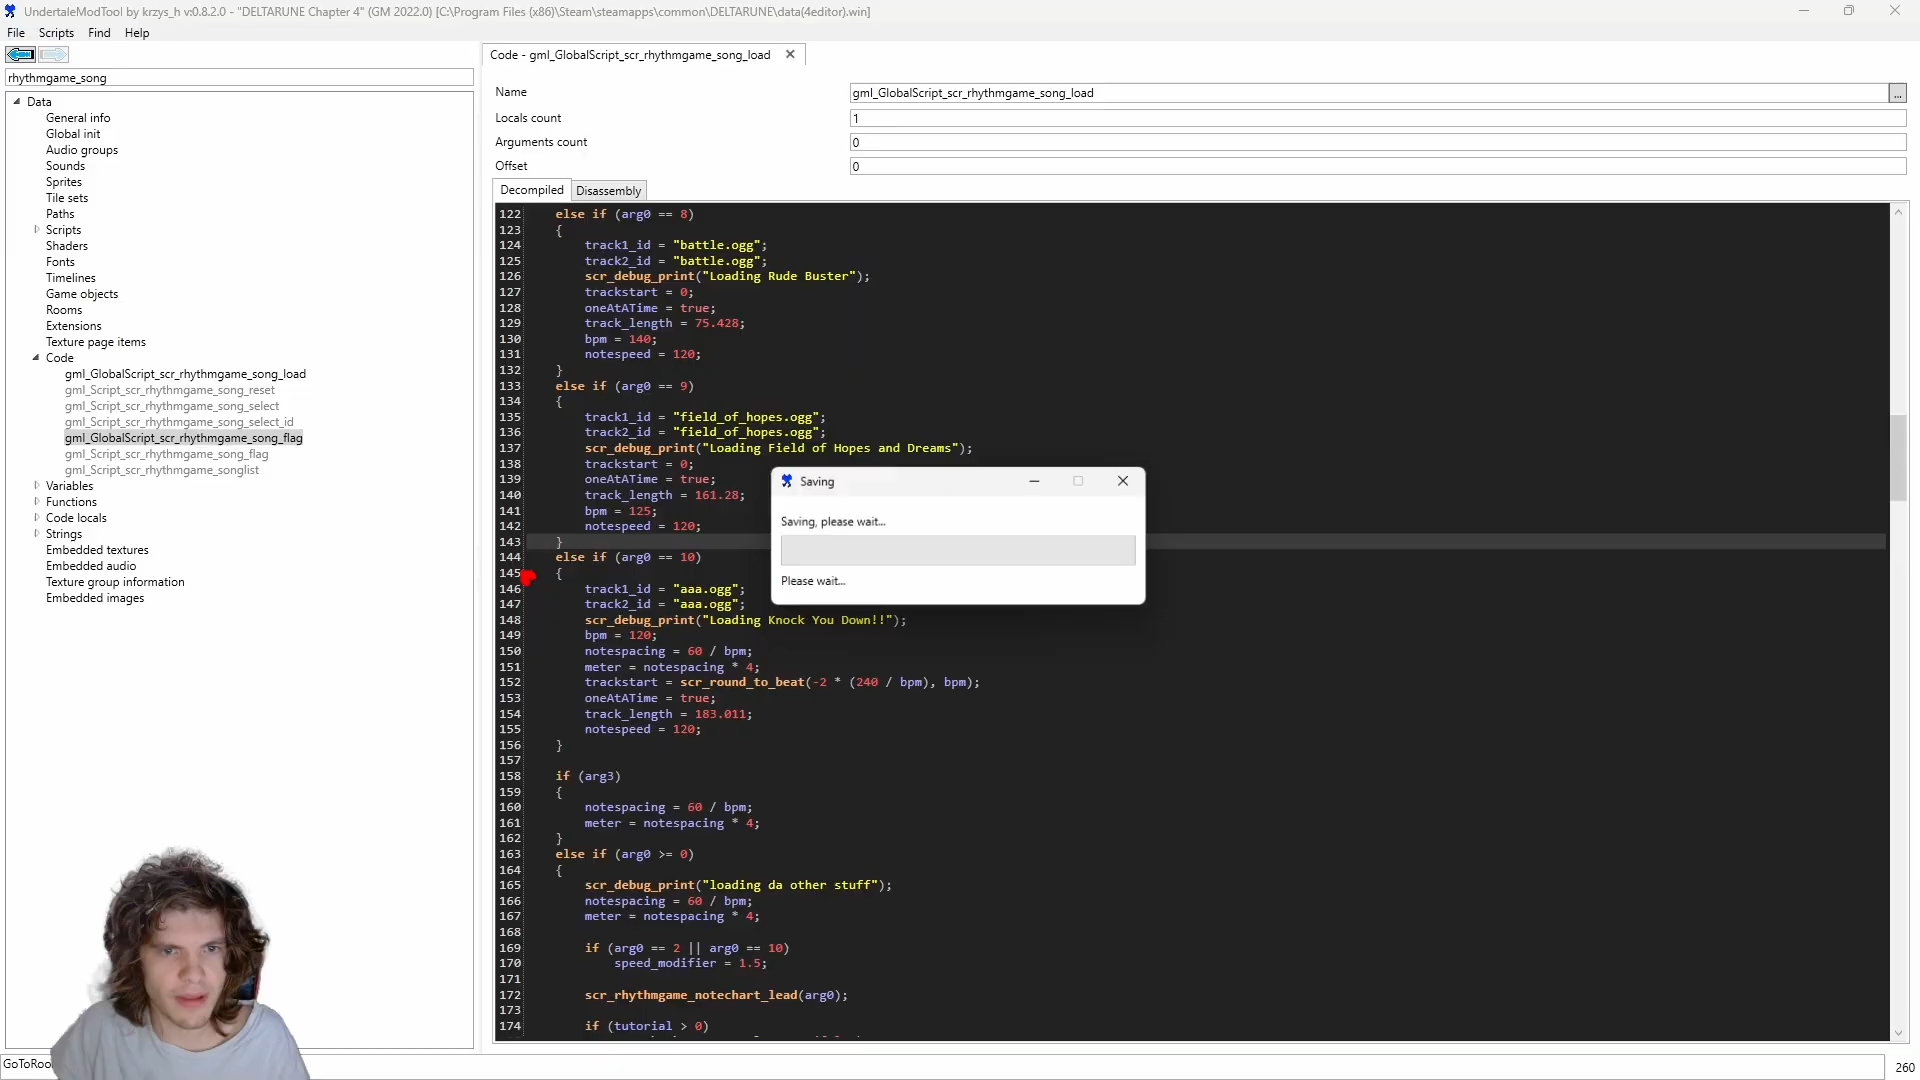 UndertaleModTool by krzys_h v:0.8.2.0 - "DELTARUNE Chapter 4" (GM 2022.0) [C:\Program Files (x86)\Steam\steamapps\common\DELTARUNE\data(4editor).win]
File Scripts Find Help
rhythmgame_song
Data
General info
Global init
Audio groups
Sounds
Sprites
Tile sets
Paths
Scripts
Shaders
Fonts
Timelines
Game objects
Rooms
Extensions
Texture page items
Code
gml_GlobalScript_scr_rhythmgame_song_load
gml_Script_scr_rhythmgame_song_reset
gml_Script_scr_rhythmgame_song_select
gml_Script_scr_rhythmgame_song_select_id
gml_GlobalScript_scr_rhythmgame_song_flag
gml_Script_scr_rhythmgame_song_flag
gml_Script_scr_rhythmgame_songlist
Variables
Functions
Code locals
Strings
Embedded textures
Embedded audio
Texture group information
Embedded images
Code - gml_GlobalScript_scr_rhythmgame_song_load
Name gml_GlobalScript_scr_rhythmgame_song_load ...
Locals count 1
Arguments count 0
Offset 0
Decompiled Disassembly
122 else if (arg0 == 8)
123 {
124 track1_id = "battle.ogg";
125 track2_id = "battle.ogg";
126 scr_debug_print("Loading Rude Buster");
127 trackstart = 0;
128 oneAtATime = true;
129 track_length = 75.428;
130 bpm = 140;
131 notespeed = 120;
132 }
133 else if (arg0 == 9)
134 {
135 track1_id = "field_of_hopes.ogg";
136 track2_id = "field_of_hopes.ogg";
137 scr_debug_print("Loading Field of Hopes and Dreams");
138 trackstart = 0;
139 oneAtATime = true;
140 track_length = 161.28;
141 bpm = 125;
142 notespeed = 120;
143 }
144 else if (arg0 == 10)
145 {
146 track1_id = "aaa.ogg";
147 track2_id = "aaa.ogg";
148 scr_debug_print("Loading Knock You Down!!");
149 bpm = 120;
150 notespacing = 60 / bpm;
151 meter = notespacing * 4;
152 trackstart = scr_round_to_beat(-2 * (240 / bpm), bpm);
153 oneAtATime = true;
154 track_length = 183.011;
155 notespeed = 120;
156 }
157
158 if (arg3)
159 {
160 notespacing = 60 / bpm;
161 meter = notespacing * 4;
162 }
163 else if (arg0 >= 0)
164 {
165 scr_debug_print("loading da other stuff");
166 notespacing = 60 / bpm;
167 meter = notespacing * 4;
168
169 if (arg0 == 2 || arg0 == 10)
170 speed_modifier = 1.5;
171
172 scr_rhythmgame_notechart_lead(arg0);
173
174 if (tutorial > 0)
Saving
Saving, please wait...
Please wait...
GoToRoo
260